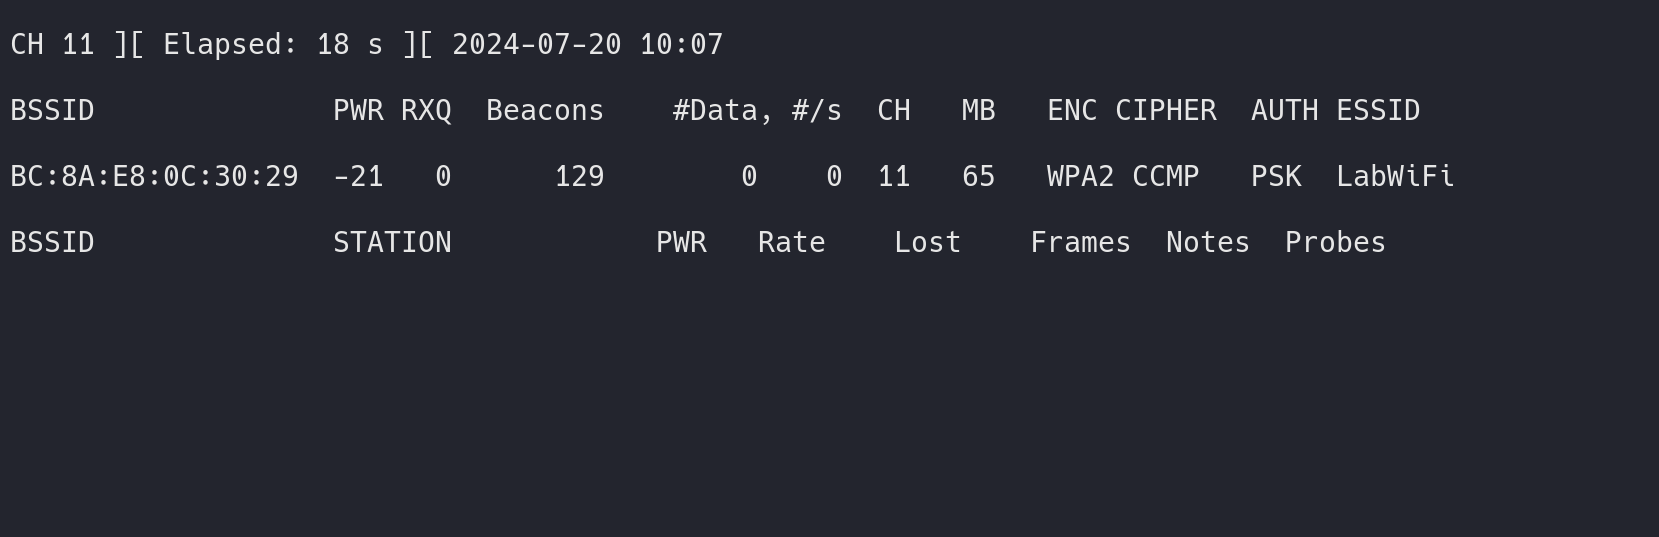 CH 11 ][ Elapsed: 18 s ][ 2024-07-20 10:07
BSSID              PWR RXQ  Beacons    #Data, #/s  CH   MB   ENC CIPHER  AUTH ESSID
BC:8A:E8:0C:30:29  -21   0      129        0    0  11   65   WPA2 CCMP   PSK  LabWiFi
BSSID              STATION            PWR   Rate    Lost    Frames  Notes  Probes